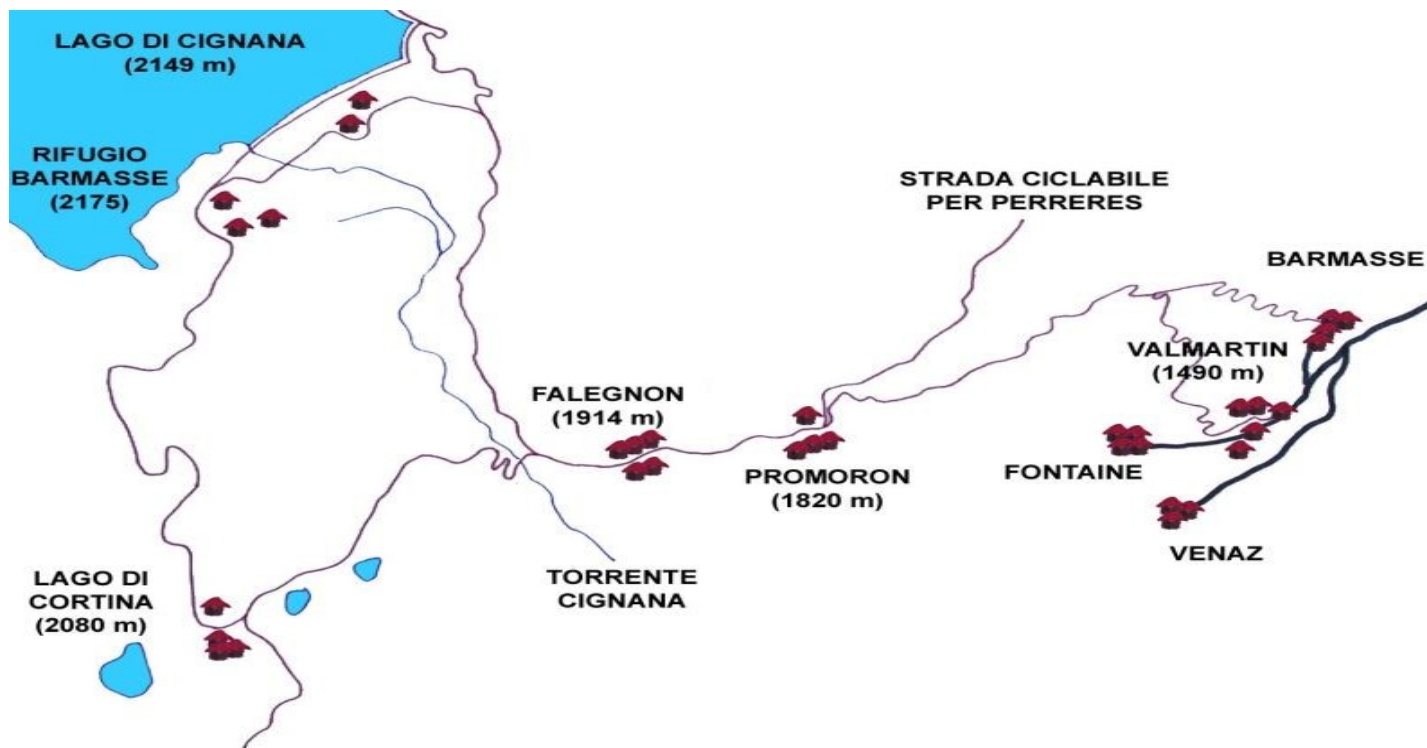 LAGO DI CIGNANA
(2149 m)
RIFUGIO
BARMASSE
(2175)
STRADA CICLABILE
PER PERRERES
BARMASSE
VALMARTIN
(1490 m)
FALEGNON
(1914 m)
PROMORON
(1820 m)
FONTAINE
VENAZ
TORRENTE
CIGNANA
LAGO DI
CORTINA
(2080 m)